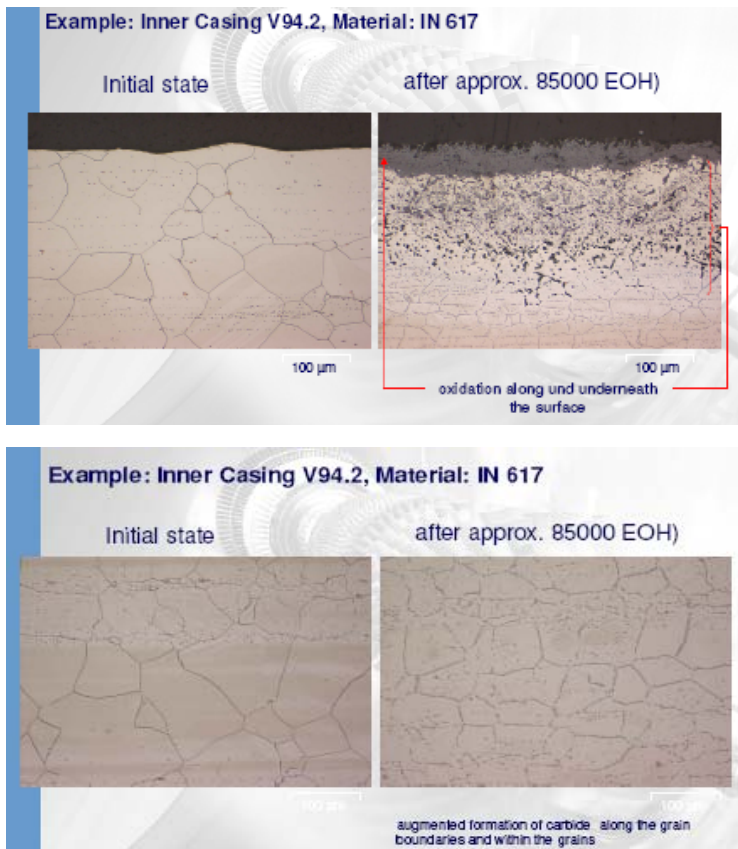 Example: Inner Casing V94.2, Material: IN 617
Initial state
after approx. 85000 EOH)
100 µm
100 µm
oxidation along und underneath
the surface
Example: Inner Casing V94.2, Material: IN 617
Initial state
after approx. 85000 EOH)
100 µm
100 µm
augmented formation of carbide along the grain
boundaries and within the grains